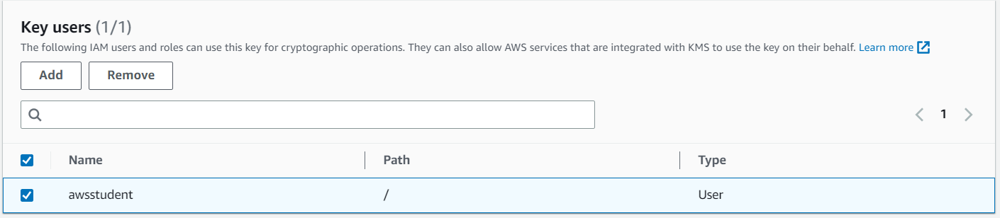 Key users (1/1)
The following IAM users and roles can use this key for cryptographic operations. They can also allow AWS services that are integrated with KMS to use the key on their behalf. Learn more
Add Remove
1
Name Path Type
awsstudent / User